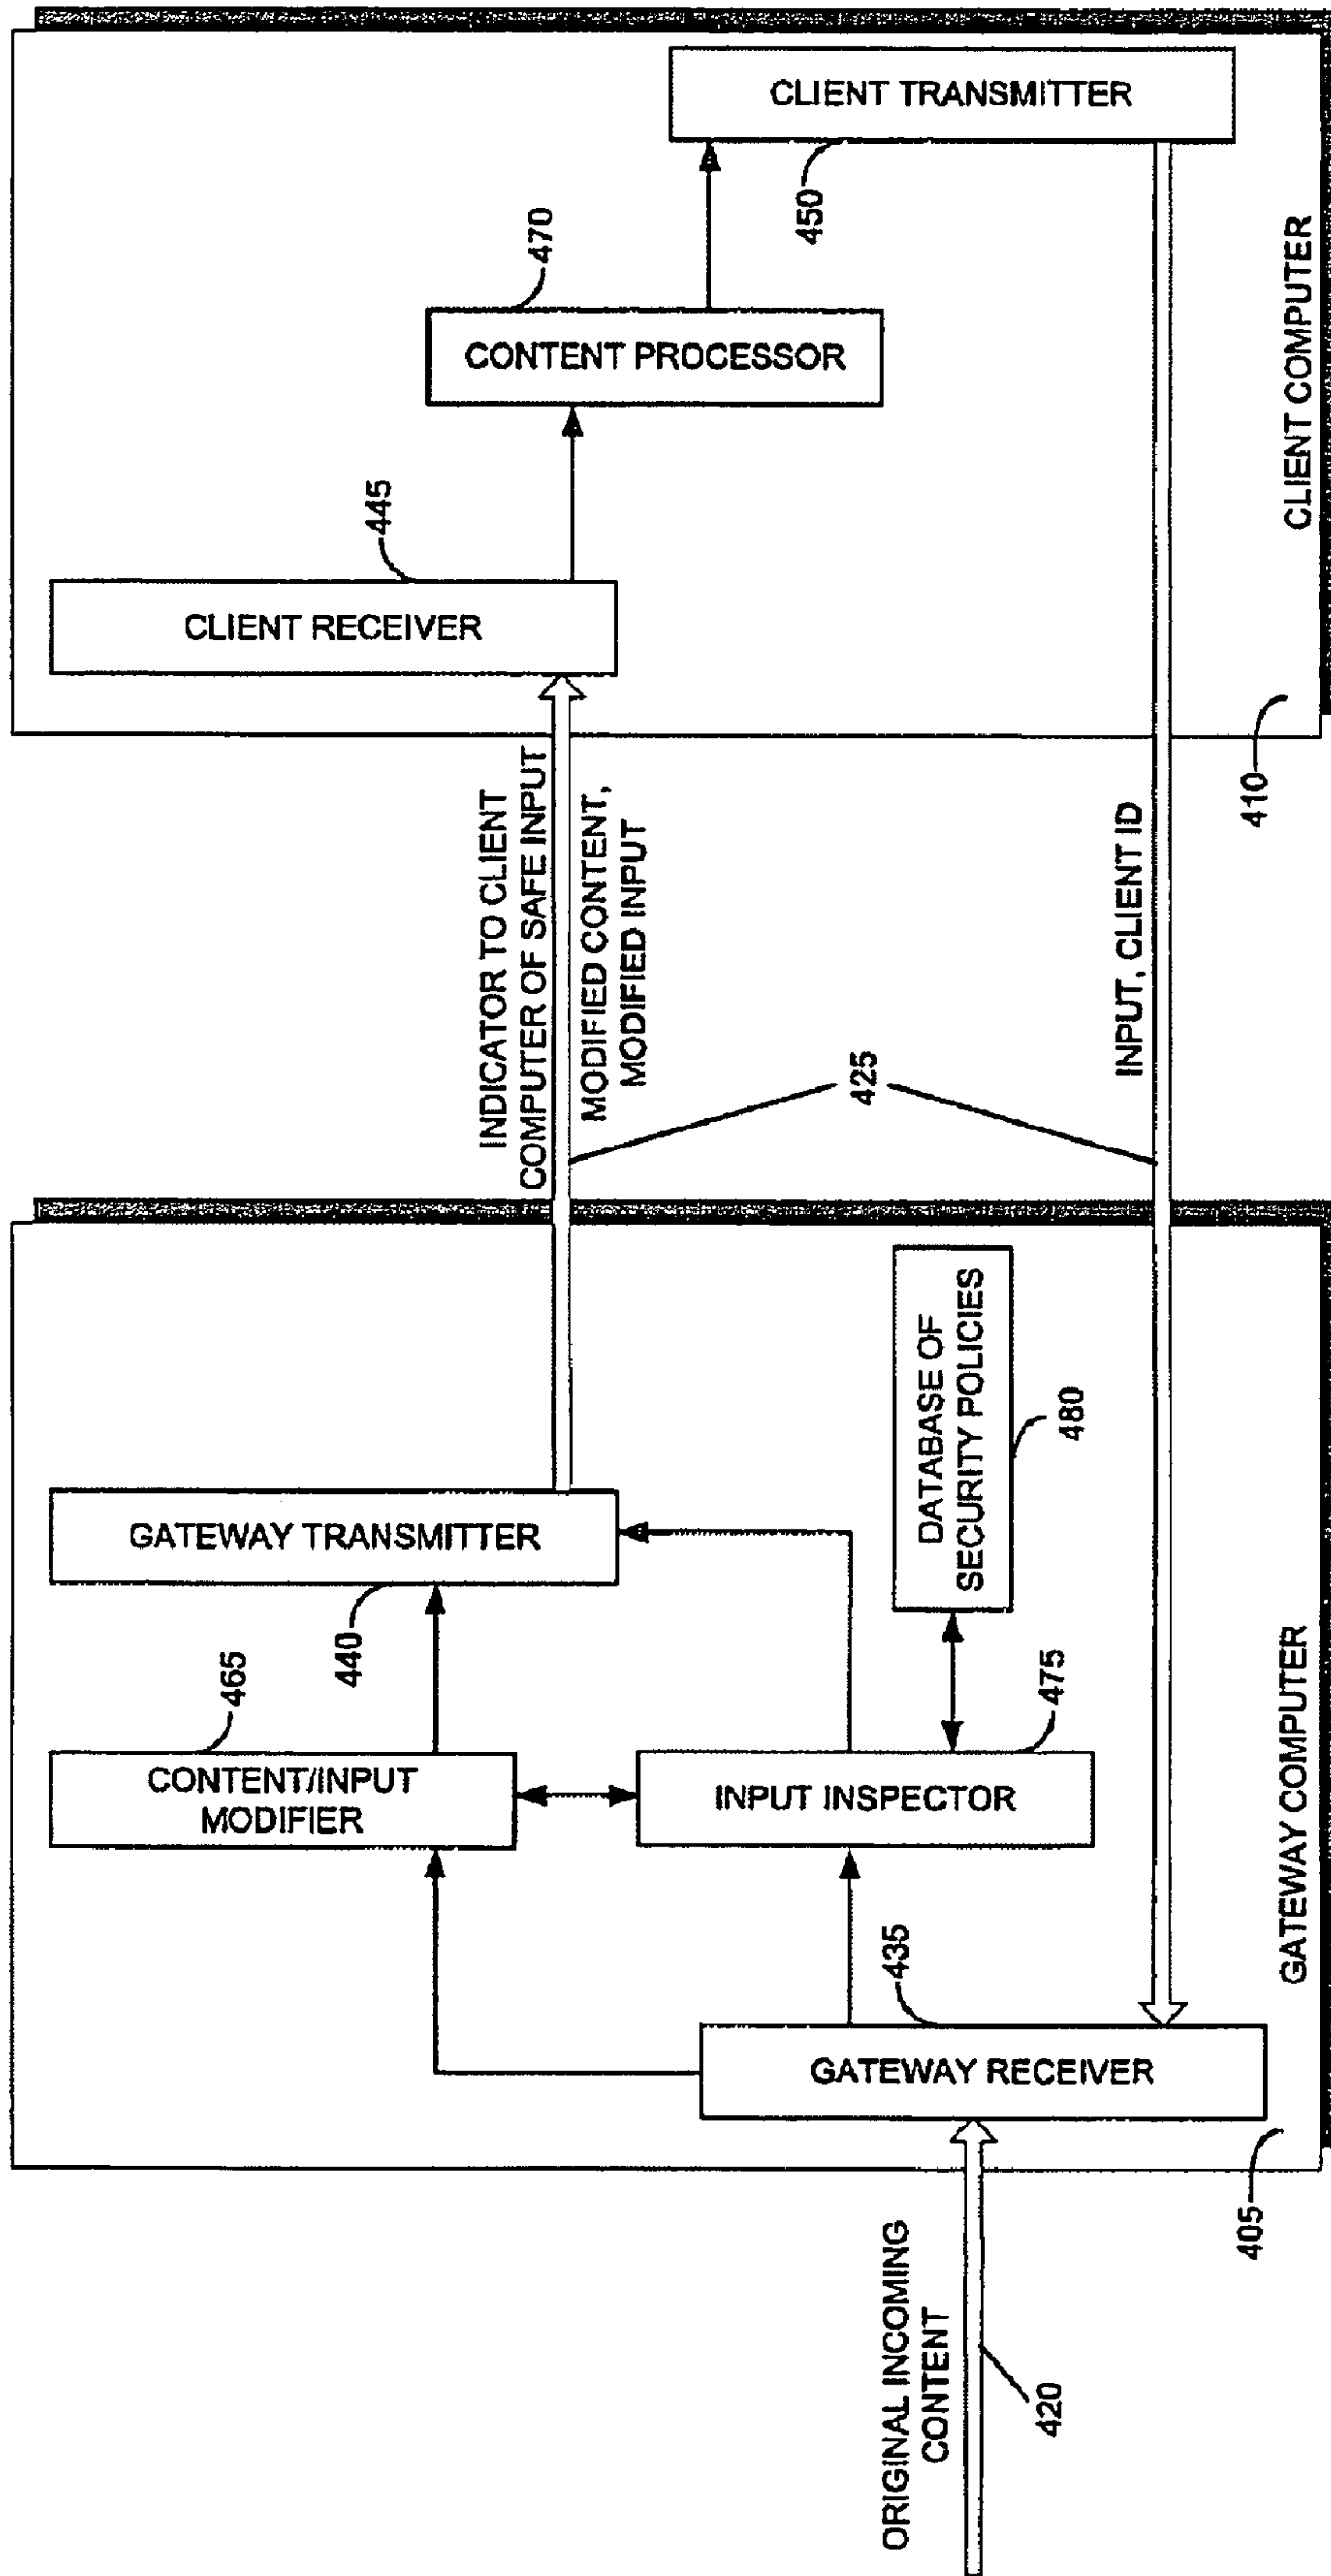 ORIGINAL INCOMING
CONTENT
420
405
GATEWAY COMPUTER
GATEWAY RECEIVER
435
CONTENT/INPUT
MODIFIER
465
INPUT INSPECTOR
475
GATEWAY TRANSMITTER
440
DATABASE OF
SECURITY POLICIES
480
INDICATOR TO CLIENT
COMPUTER OF SAFE INPUT
MODIFIED CONTENT,
MODIFIED INPUT
425
INPUT, CLIENT ID
410
CLIENT COMPUTER
CLIENT RECEIVER
445
CONTENT PROCESSOR
470
CLIENT TRANSMITTER
450